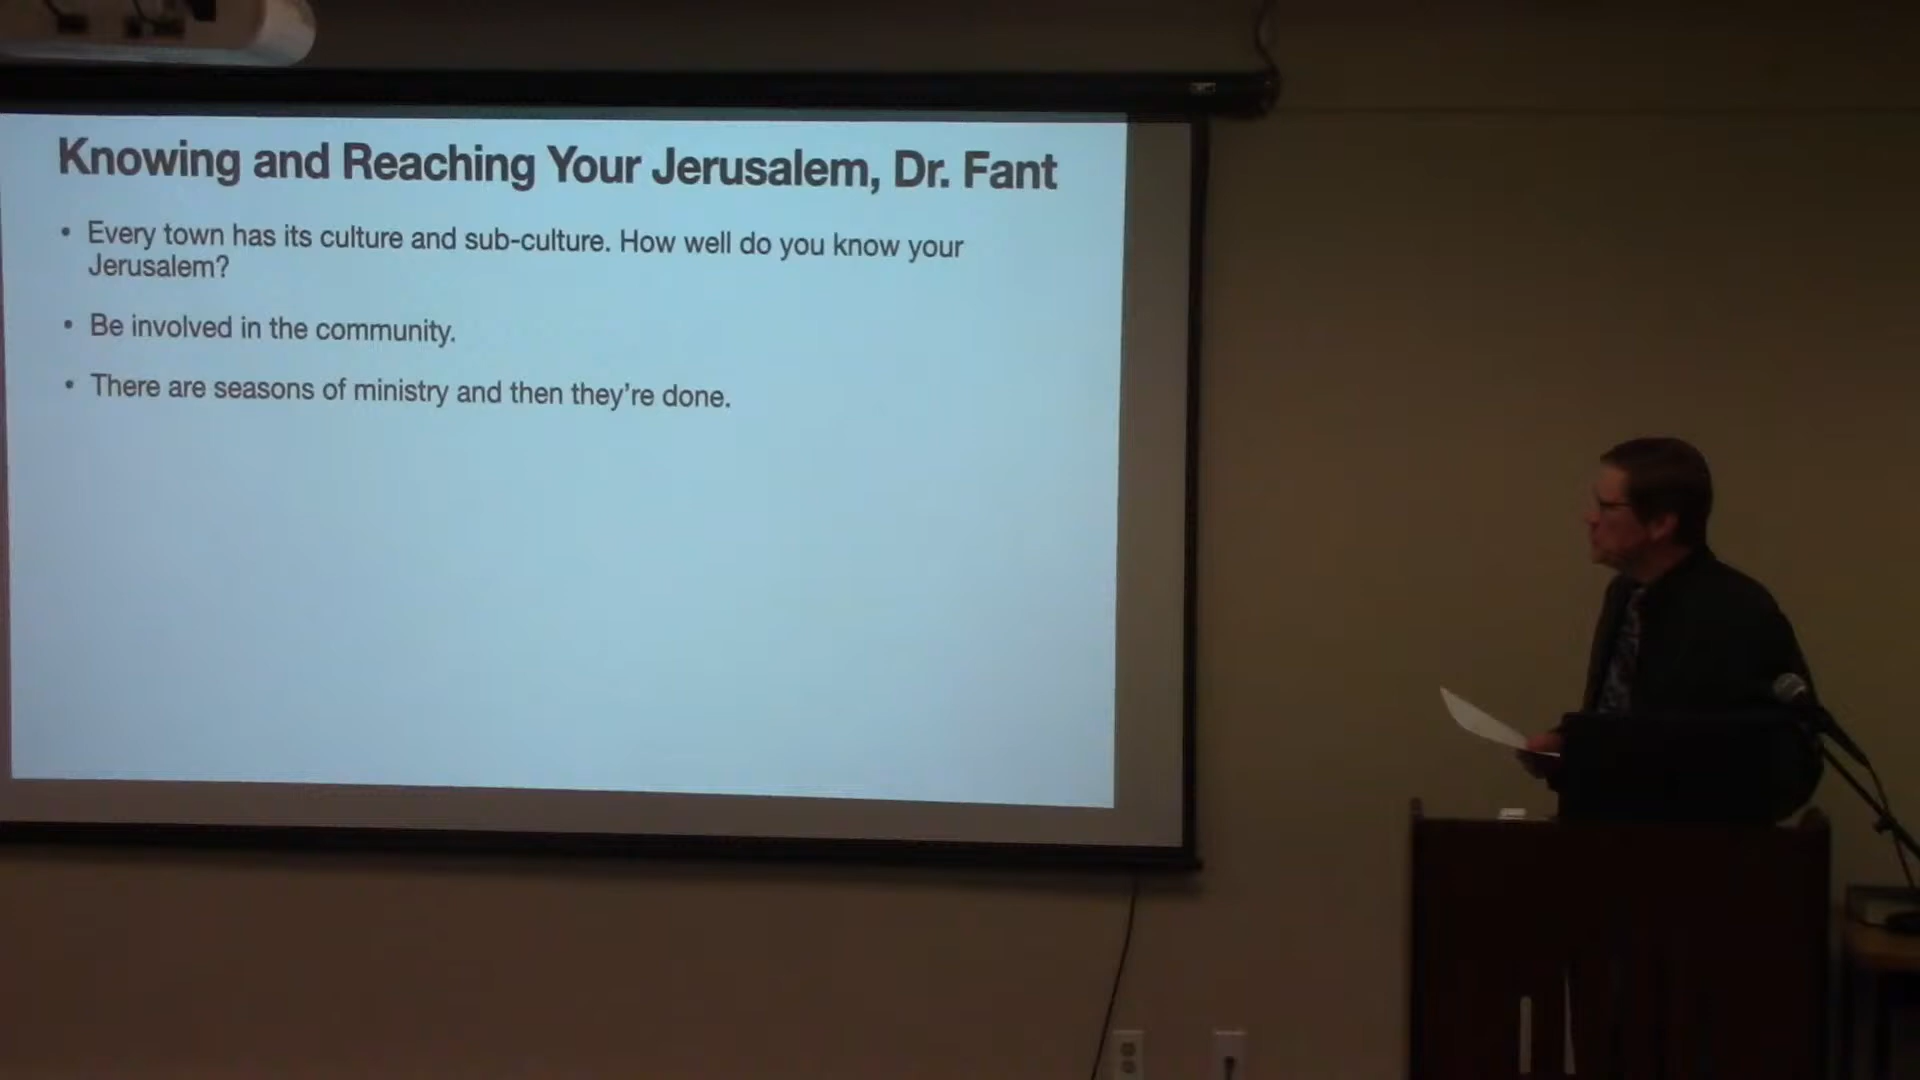 Knowing and Reaching Your Jerusalem, Dr. Fant
• Every town has its culture and sub-culture. How well do you know your
Jerusalem?
• Be involved in the community.
• There are seasons of ministry and then they're done.